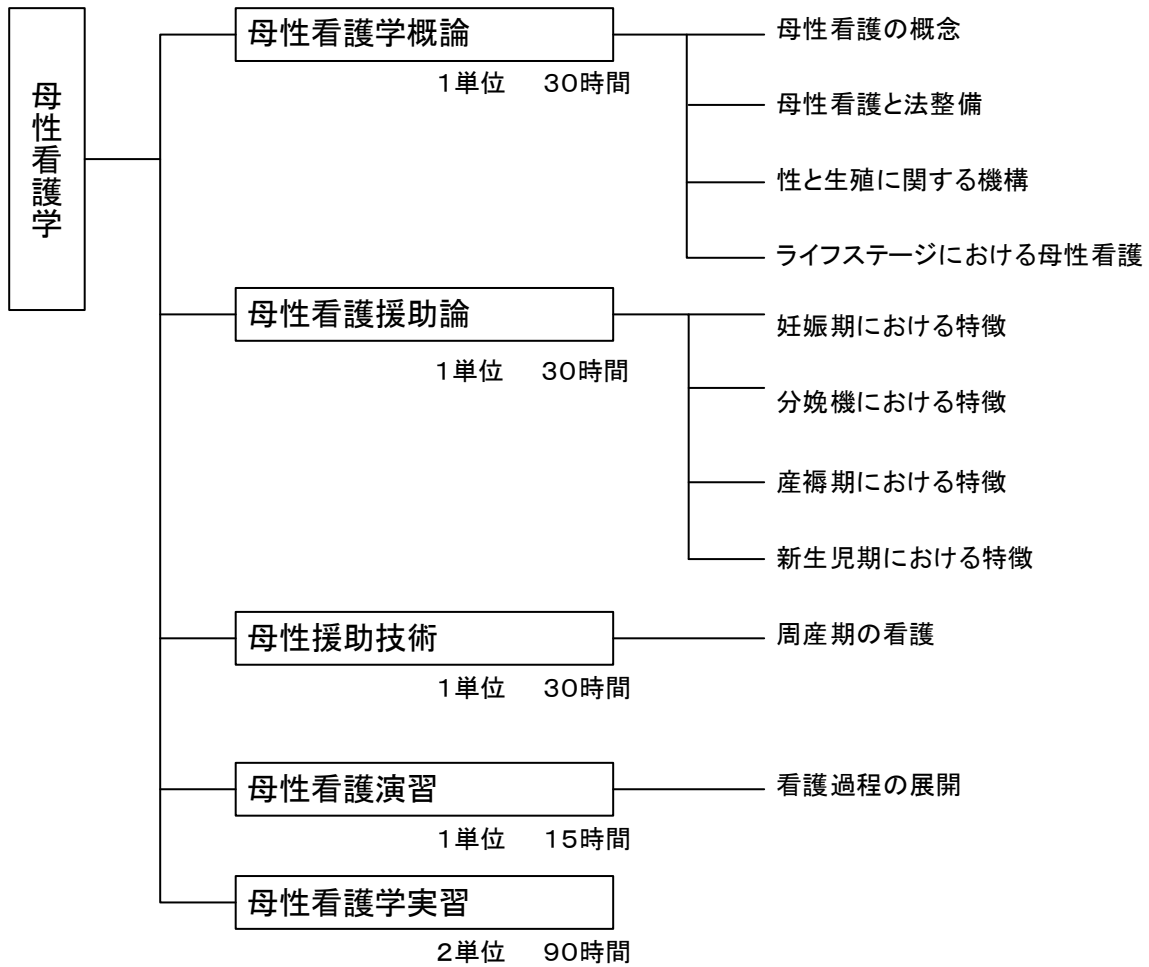 母性看護学
母性看護学概論
1単位 30時間
母性看護の概念
母性看護と法整備
性と生殖に関する機構
ライフステージにおける母性看護
母性看護援助論
1単位 30時間
妊娠期における特徴
分娩機における特徴
産褥期における特徴
新生児期における特徴
母性援助技術
1単位 30時間
周産期の看護
母性看護演習
1単位 15時間
看護過程の展開
母性看護学実習
2単位 90時間